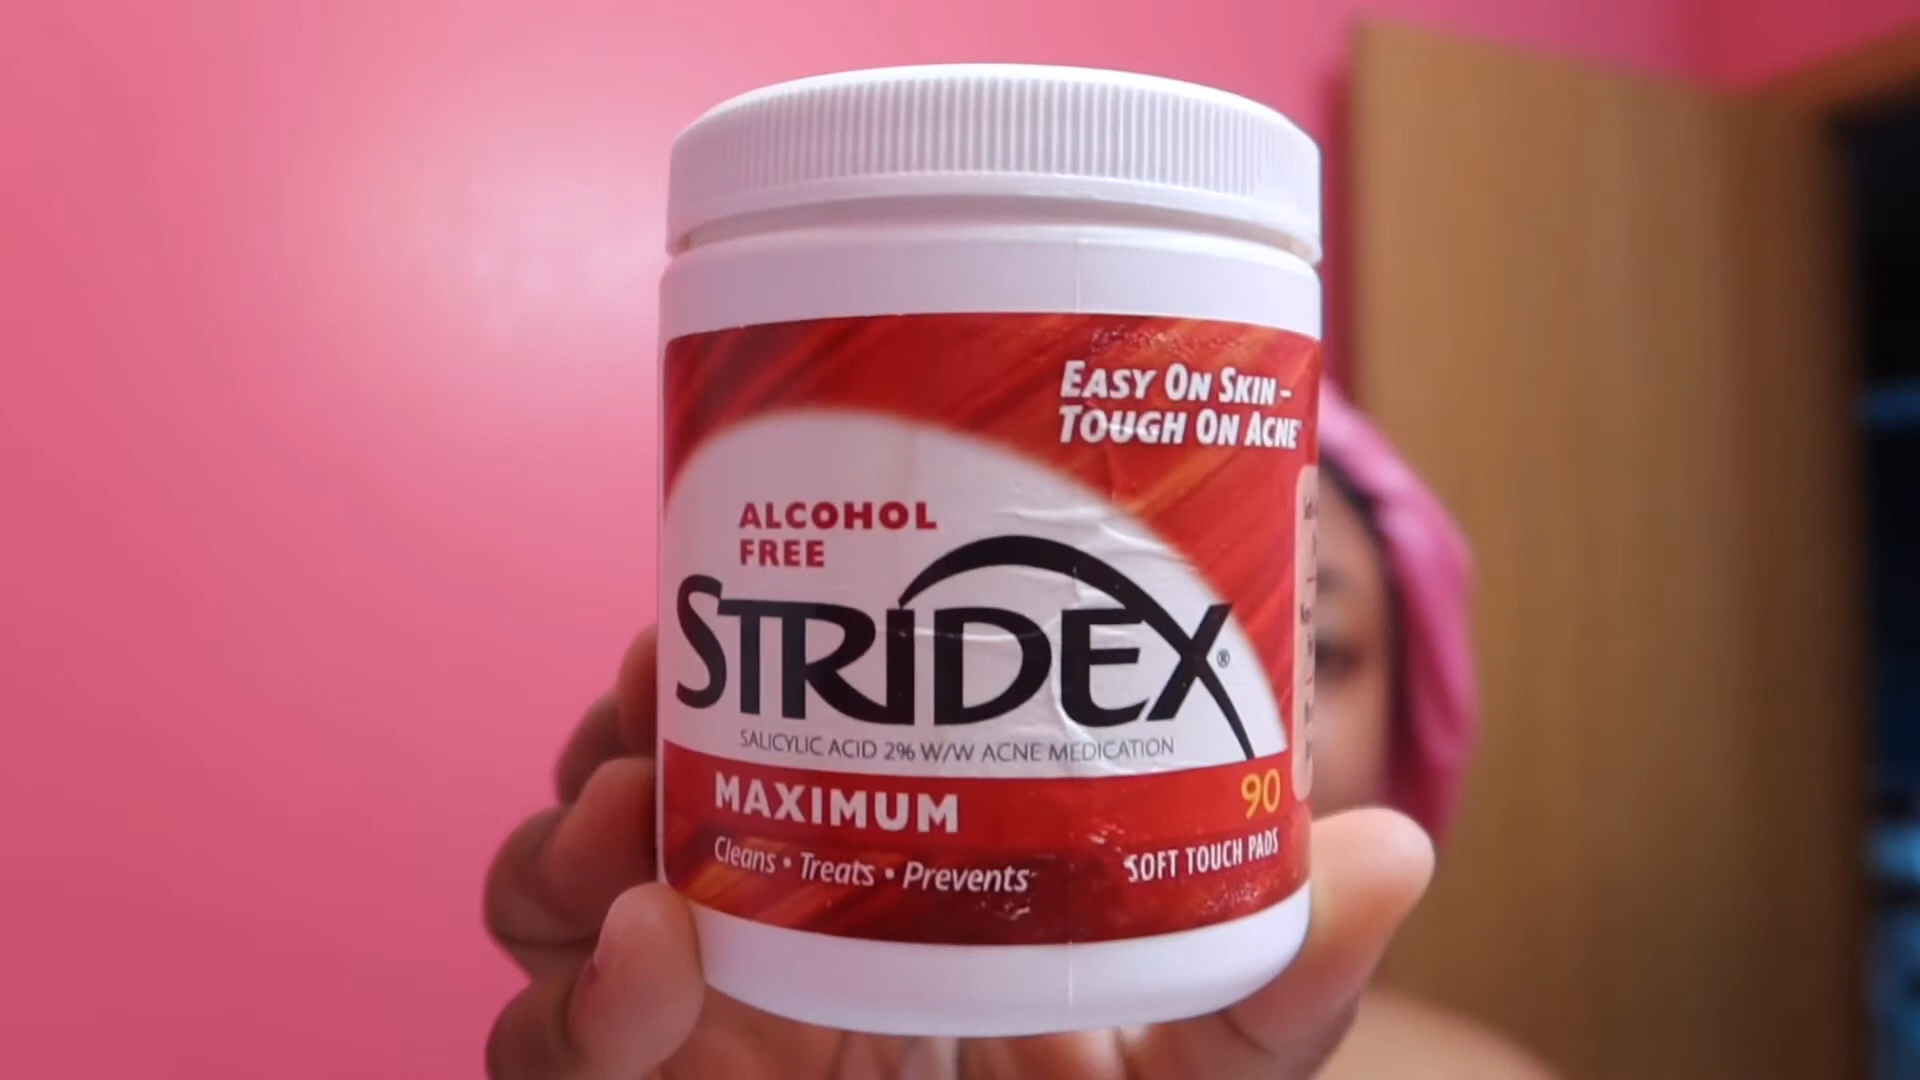 EASY ON SKIN–
TOUGH ON ACNE
ALCOHOL
FREE
STRIDEX®
SALICYLIC ACID 2% W/W ACNE MEDICATION
MAXIMUM
90
Cleans • Treats • Prevents
SOFT TOUCH PADS